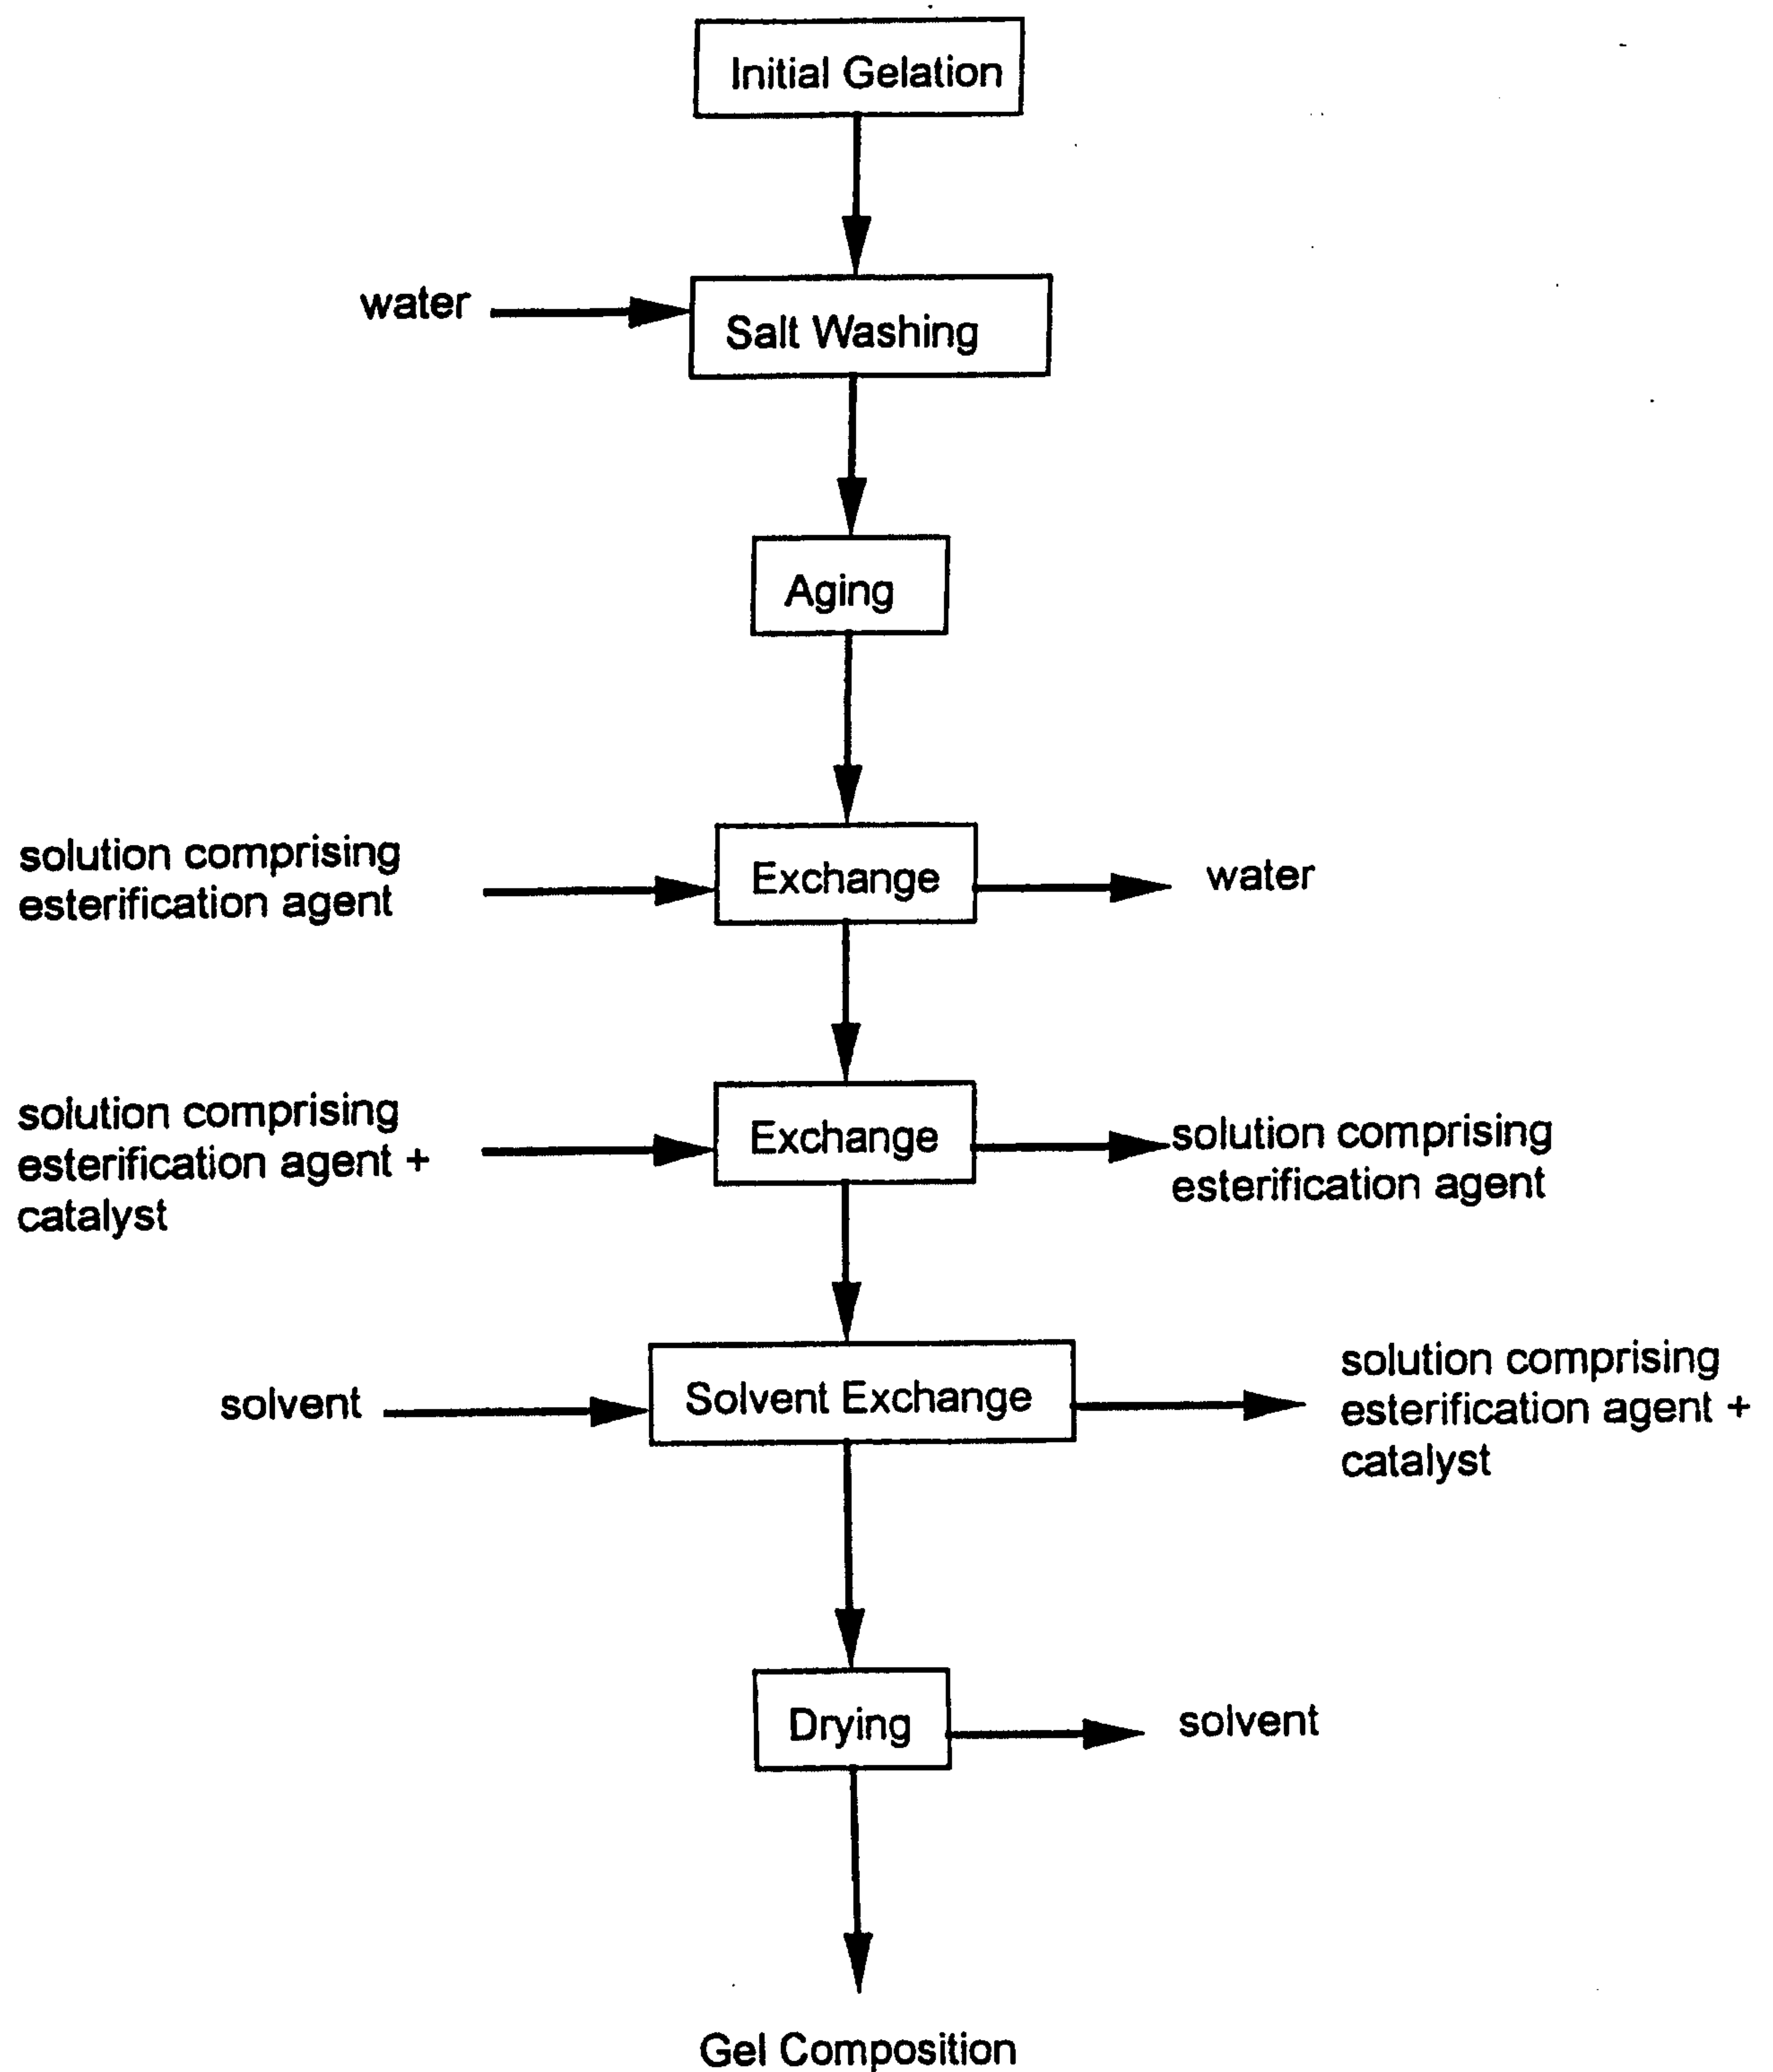 Initial Gelation
water
Salt Washing
Aging
solution comprising
esterification agent
Exchange
water
solution comprising
esterification agent +
catalyst
Exchange
solution comprising
esterification agent
solvent
Solvent Exchange
solution comprising
esterification agent +
catalyst
Drying
solvent
Gel Composition